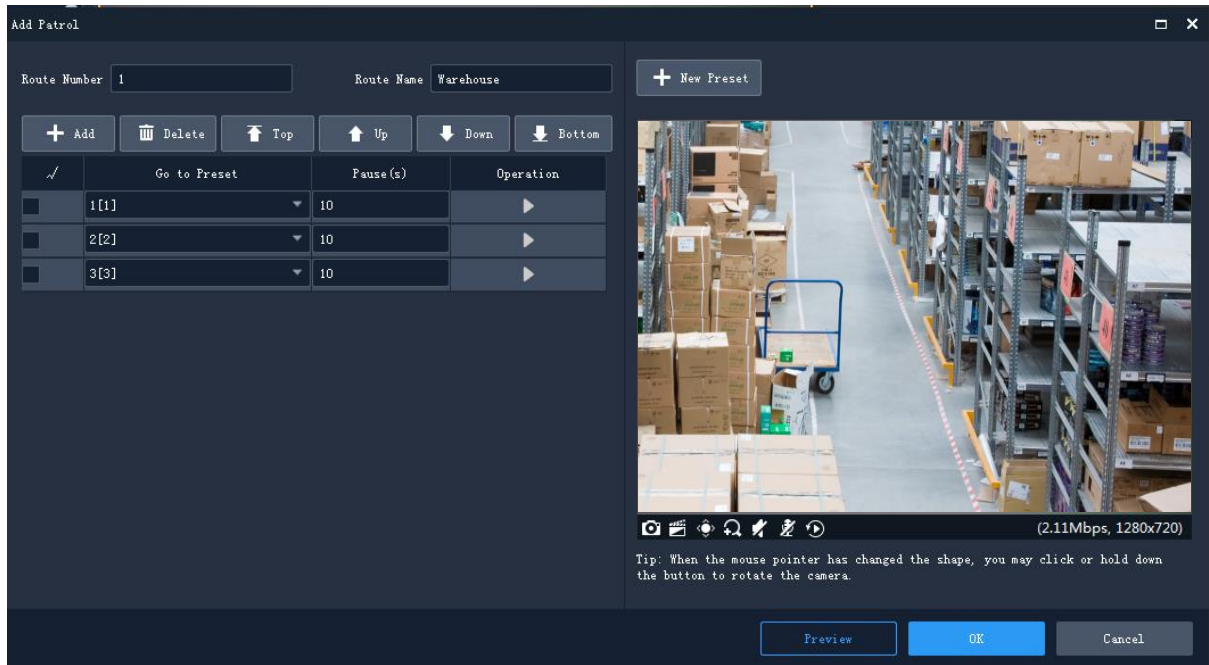 Add Patrol
Route Number 1 Route Name Warehouse
Add Delete Top Up Down Bottom
√ Go to Preset Pause(s) Operation
1[1] 10
2[2] 10
3[3] 10
New Preset
(2.11Mbps, 1280x720)
Tip: When the mouse pointer has changed the shape, you may click or hold down
the button to rotate the camera.
Preview OK Cancel